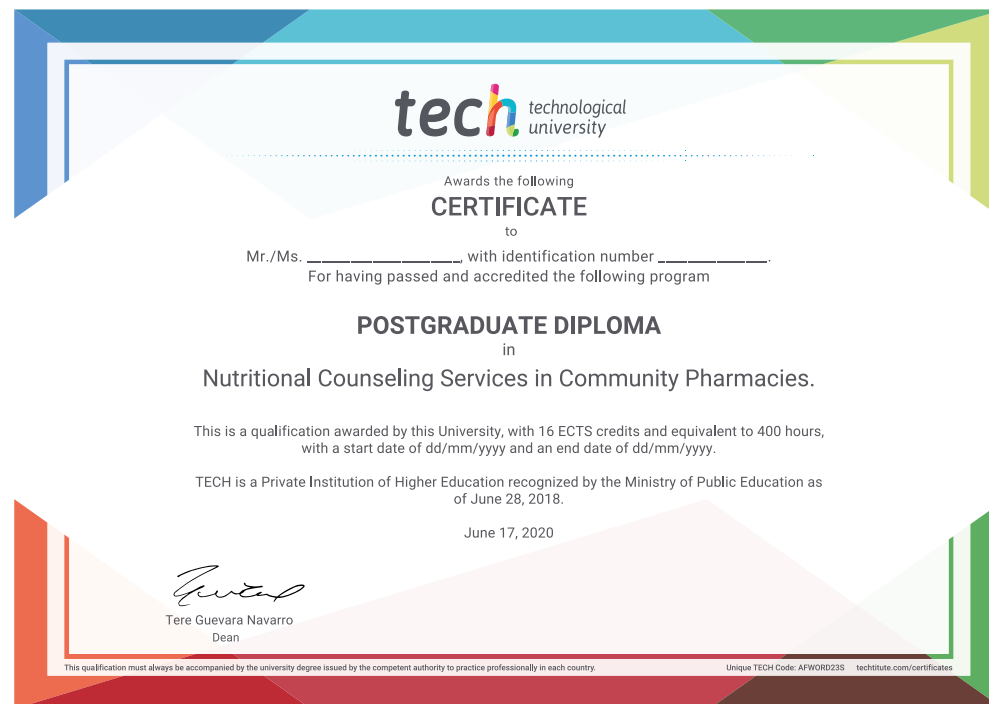 tech technological
university
Awards the following
CERTIFICATE
to
Mr./Ms. ____________________, with identification number ______________.
For having passed and accredited the following program
POSTGRADUATE DIPLOMA
in
Nutritional Counseling Services in Community Pharmacies.
This is a qualification awarded by this University, with 16 ECTS credits and equivalent to 400 hours,
with a start date of dd/mm/yyyy and an end date of dd/mm/yyyy.
TECH is a Private Institution of Higher Education recognized by the Ministry of Public Education as
of June 28, 2018.
June 17, 2020
Tere Guevara Navarro
Dean
This qualification must always be accompanied by the university degree issued by the competent authority to practice professionally in each country.
Unique TECH Code: AFWORD23S techtitute.com/certificates